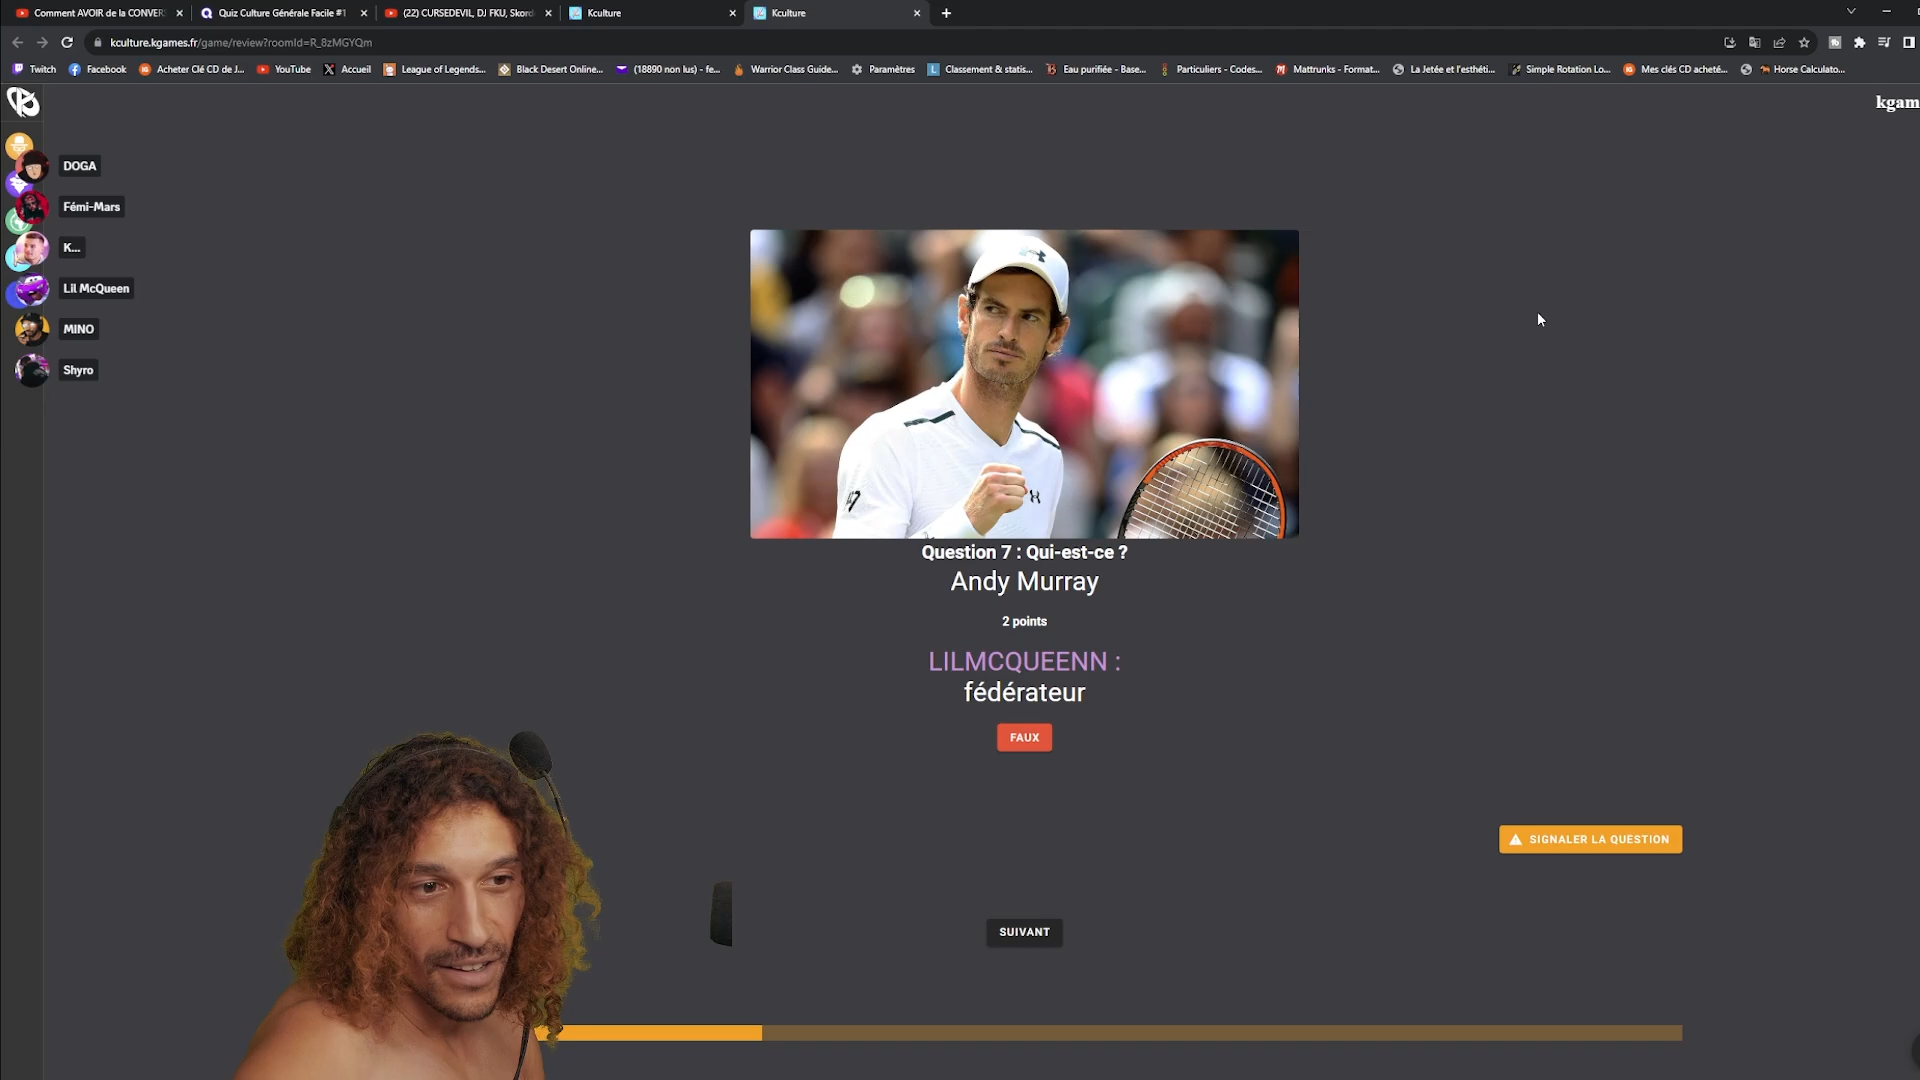 Comment AVOIR de la CONVER
Quiz Culture Générale Facile #1
(22) CURSEDEVIL, DJ FKU, Skord
Kculture
Kculture
kculture.kgames.fr/game/review?roomId=R_8zMGYQm
Twitch
Facebook
Acheter Clé CD de J...
YouTube
Accueil
League of Legends...
Black Desert Online...
(18890 non lus) - fe...
Warrior Class Guide...
Paramètres
Classement & statis...
Eau purifiée - Base...
Particuliers - Codes...
Mattrunks - Format...
La Jetée et l'esthéti...
Simple Rotation Lo...
Mes clés CD acheté...
Horse Calculato...
kgam
DOGA
Fémi-Mars
K...
Lil McQueen
MINO
Shyro
Question 7 : Qui-est-ce ?
Andy Murray
2 points
LILMCQUEENN :
fédérateur
FAUX
SIGNALER LA QUESTION
SUIVANT